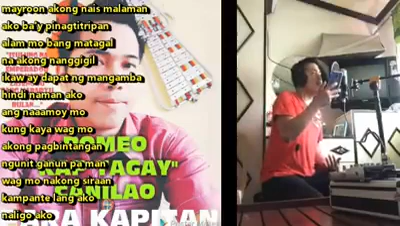 mayroon akong nais malaman
ako ba'y pinagtitripan
alam mo bang matagal
na akong nanggigil
ikaw ay dapat ng mangamba
hindi naman ako
ang naaamoy mo
kung kaya wag mo
akong pagbintangan
ngunit ganun pa man
wag mo nakong siraan
kampante lang ako
naligo ako
ROMEO
TAGAY"
CANILAO
PARA KAPITAN